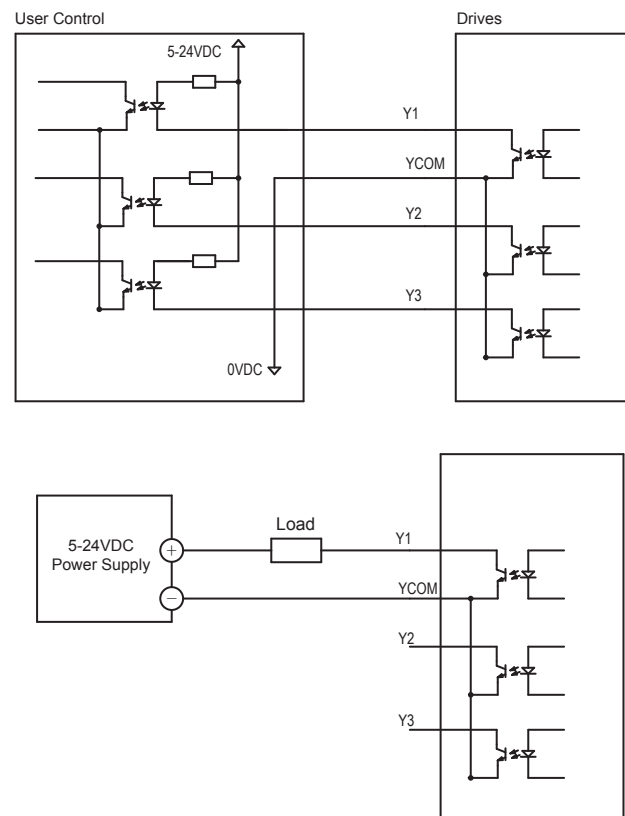 User Control
Drives
5-24VDC
Y1
YCOM
Y2
Y3
0VDC
5-24VDC
Power Supply
+
−
Load
Y1
YCOM
Y2
Y3